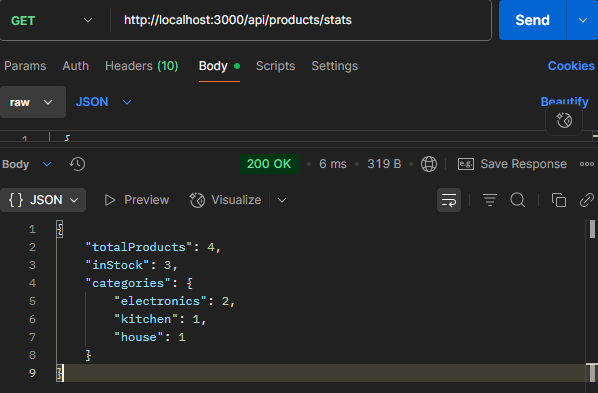 GET http://localhost:3000/api/products/stats Send
Params Auth Headers (10) Body Scripts Settings Cookies
raw JSON Beautify
1 {
Body 200 OK 6 ms 319 B e.g. Save Response
{} JSON Preview Visualize
1 {
2 "totalProducts": 4,
3 "inStock": 3,
4 "categories": {
5 "electronics": 2,
6 "kitchen": 1,
7 "house": 1
8 }
9 }